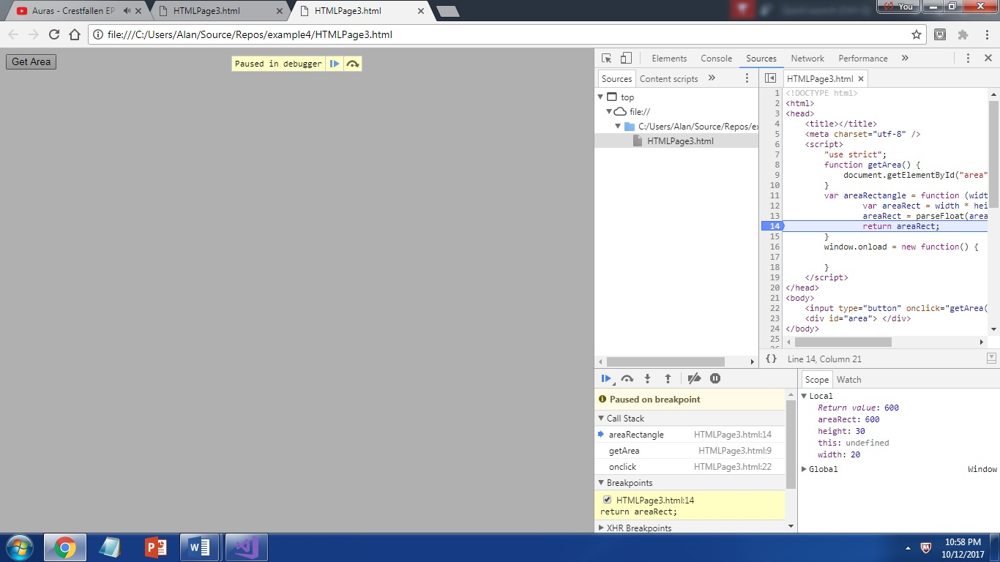 Auras - Crestfallen EP
HTMLPage3.html
HTMLPage3.html
You
file:///C:/Users/Alan/Source/Repos/example4/HTMLPage3.html
Get Area
Paused in debugger
Elements Console Sources Network Performance »
Sources Content scripts »
top
file://
C:/Users/Alan/Source/Repos/ex
HTMLPage3.html
HTMLPage3.html
1 <!DOCTYPE html>
2 <html>
3 <head>
4 <title></title>
5 <meta charset="utf-8" />
6 <script>
7 "use strict";
8 function getArea() {
9 document.getElementById("area"
10 }
11 var areaRectangle = function (widt
12 var areaRect = width * hei
13 areaRect = parseFloat(area
14 return areaRect;
15 }
16 window.onload = new function() {
17
18 }
19 </script>
20 </head>
21 <body>
22 <input type="button" onclick="getArea(
23 <div id="area"> </div>
24 </body>
25
{} Line 14, Column 21
Paused on breakpoint
Call Stack
areaRectangle HTMLPage3.html:14
getArea HTMLPage3.html:9
onclick HTMLPage3.html:22
Breakpoints
HTMLPage3.html:14
return areaRect;
XHR Breakpoints
Scope Watch
Local
Return value: 600
areaRect: 600
height: 30
this: undefined
width: 20
Global Window
10:58 PM
10/12/2017